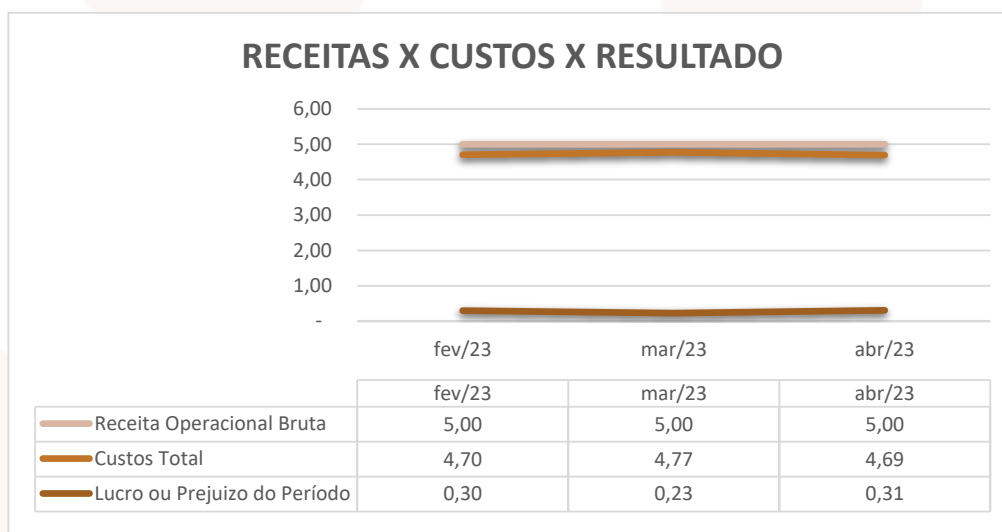 RECEITAS X CUSTOS X RESULTADO
6,00
5,00
4,00
3,00
2,00
1,00
-
fev/23 mar/23 abr/23
fev/23 mar/23 abr/23
Receita Operacional Bruta 5,00 5,00 5,00
Custos Total 4,70 4,77 4,69
Lucro ou Prejuizo do Período 0,30 0,23 0,31